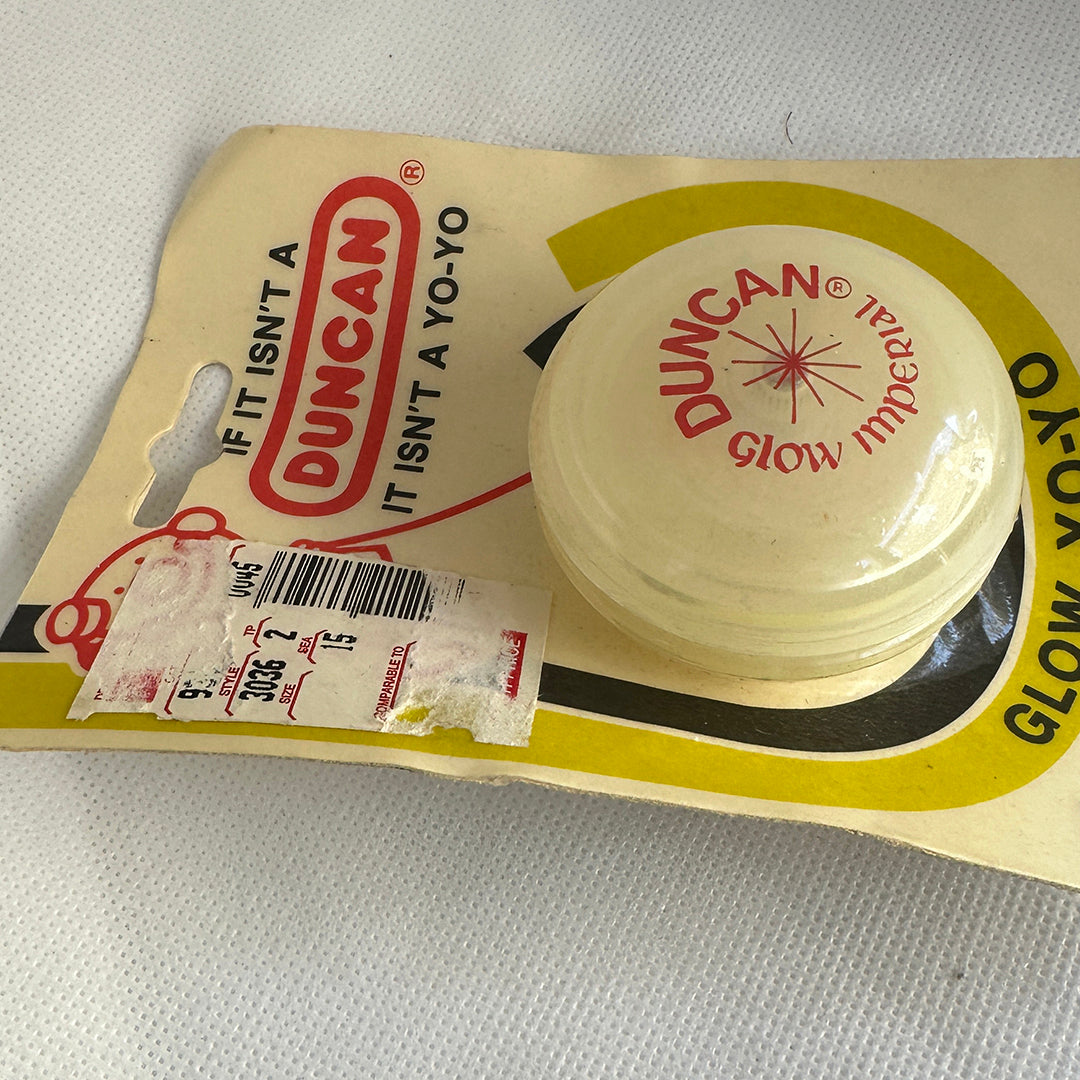 IF IT ISN'T A
DUNCAN®
IT ISN'T A YO-YO
DUNCAN®
GLOW IMPERIAL
GLOW YO-YO
0045
TP
2
SEA
15
STYLE
3036
SIZE
COMPARABLE TO